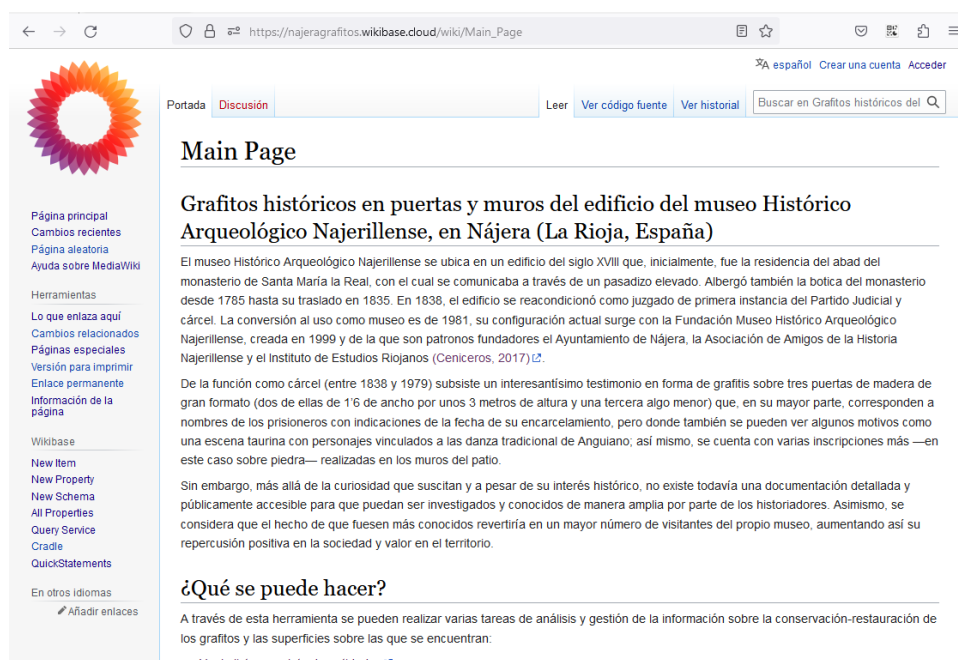 https://najeragrafitos.wikibase.cloud/wiki/Main_Page
español Crear una cuenta Acceder
Portada Discusión Leer Ver código fuente Ver historial Buscar en Grafitos históricos del
Main Page
Grafitos históricos en puertas y muros del edificio del museo Histórico
Arqueológico Najerillense, en Nájera (La Rioja, España)
El museo Histórico Arqueológico Najerillense se ubica en un edificio del siglo XVIII que, inicialmente, fue la residencia del abad del
monasterio de Santa María la Real, con el cual se comunicaba a través de un pasadizo elevado. Albergó también la botica del monasterio
desde 1785 hasta su traslado en 1835. En 1838, el edificio se reacondicionó como juzgado de primera instancia del Partido Judicial y
cárcel. La conversión al uso como museo es de 1981, su configuración actual surge con la Fundación Museo Histórico Arqueológico
Najerillense, creada en 1999 y de la que son patronos fundadores el Ayuntamiento de Nájera, la Asociación de Amigos de la Historia
Najerillense y el Instituto de Estudios Riojanos (Ceniceros, 2017).
De la función como cárcel (entre 1838 y 1979) subsiste un interesantísimo testimonio en forma de grafitis sobre tres puertas de madera de
gran formato (dos de ellas de 1'6 de ancho por unos 3 metros de altura y una tercera algo menor) que, en su mayor parte, corresponden a
nombres de los prisioneros con indicaciones de la fecha de su encarcelamiento, pero donde también se pueden ver algunos motivos como
una escena taurina con personajes vinculados a las danza tradicional de Anguiano; así mismo, se cuenta con varias inscripciones más —en
este caso sobre piedra— realizadas en los muros del patio.
Sin embargo, más allá de la curiosidad que suscitan y a pesar de su interés histórico, no existe todavía una documentación detallada y
públicamente accesible para que puedan ser investigados y conocidos de manera amplia por parte de los historiadores. Asimismo, se
considera que el hecho de que fuesen más conocidos revertiría en un mayor número de visitantes del propio museo, aumentando así su
repercusión positiva en la sociedad y valor en el territorio.
¿Qué se puede hacer?
A través de esta herramienta se pueden realizar varias tareas de análisis y gestión de la información sobre la conservación-restauración de
los grafitos y las superficies sobre las que se encuentran:
Página principal
Cambios recientes
Página aleatoria
Ayuda sobre MediaWiki
Herramientas
Lo que enlaza aquí
Cambios relacionados
Páginas especiales
Versión para imprimir
Enlace permanente
Información de la
página
Wikibase
New Item
New Property
New Schema
All Properties
Query Service
Cradle
QuickStatements
En otros idiomas
Añadir enlaces